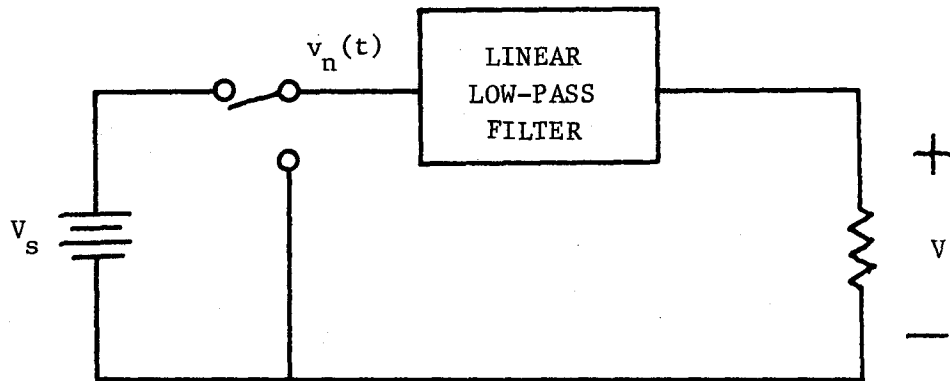 v_n(t)
LINEAR
LOW-PASS
FILTER
V_s
+
V
−